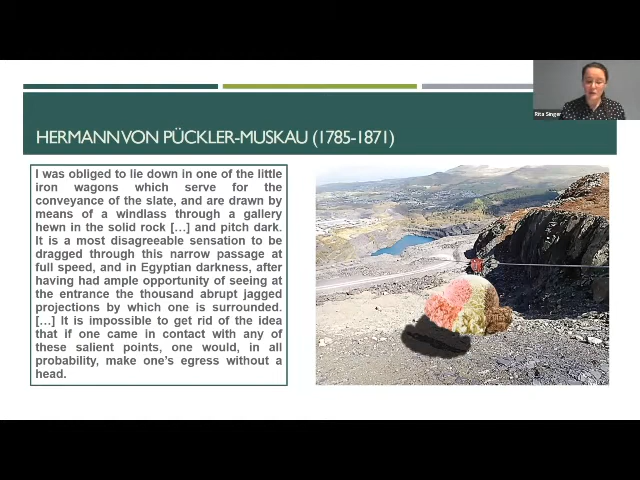 HERMANN VON PÜCKLER-MUSKAU (1785-1871)
I was obliged to lie down in one of the little
iron wagons which serve for the
conveyance of the slate, and are drawn by
means of a windlass through a gallery
hewn in the solid rock […] and pitch dark.
It is a most disagreeable sensation to be
dragged through this narrow passage at
full speed, and in Egyptian darkness, after
having had ample opportunity of seeing at
the entrance the thousand abrupt jagged
projections by which one is surrounded.
[…] It is impossible to get rid of the idea
that if one came in contact with any of
these salient points, one would, in all
probability, make one’s egress without a
head.
Rita Singer